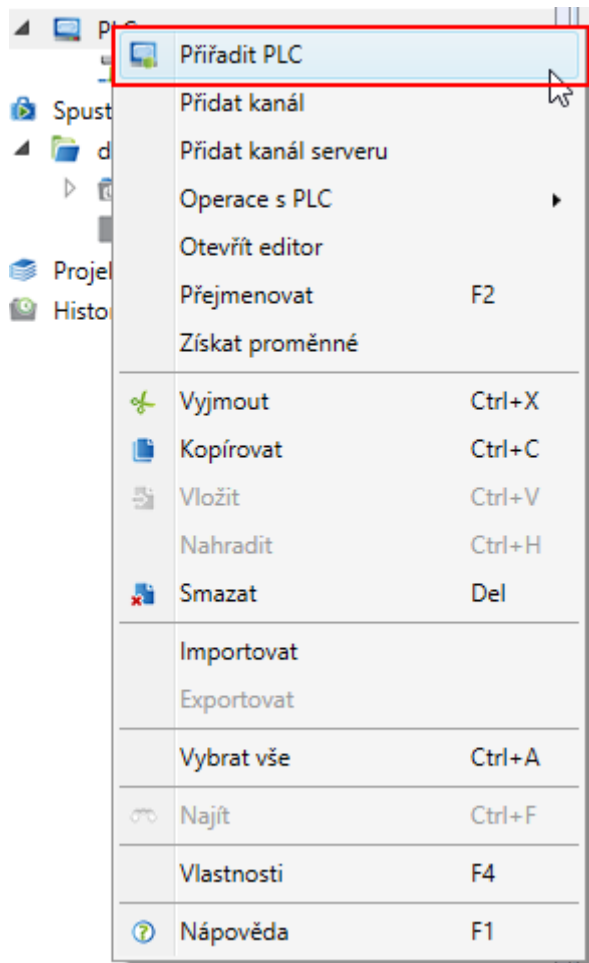 PLC
Přiřadit PLC
Přidat kanál
Spust
Přidat kanál serveru
d
Operace s PLC
Otevřít editor
Projel
Přejmenovat F2
Histor
Získat proměnné
Vyjmout Ctrl+X
Kopírovat Ctrl+C
Vložit Ctrl+V
Nahradit Ctrl+H
Smazat Del
Importovat
Exportovat
Vybrat vše Ctrl+A
Najít Ctrl+F
Vlastnosti F4
Nápověda F1